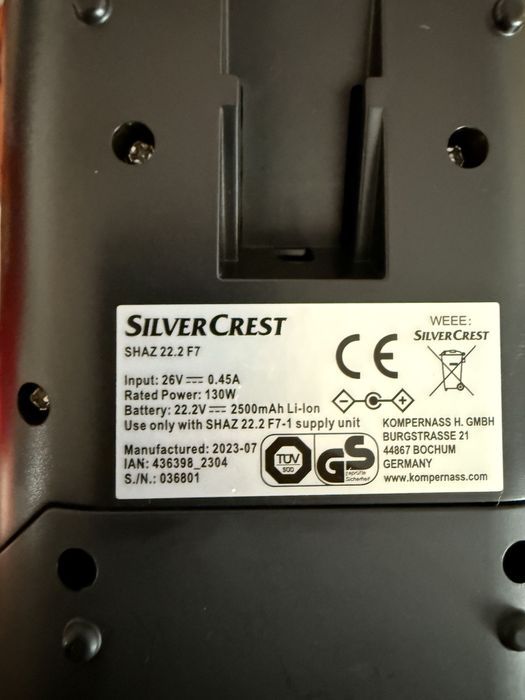 SILVERCREST
SHAZ 22.2 F7
Input: 26V 0.45A
Rated Power: 130W
Battery: 22.2V 2500mAh Li-Ion
Use only with SHAZ 22.2 F7-1 supply unit
Manufactured: 2023-07
IAN: 436398_2304
S./N.: 036801
CE
WEEE:
SILVERCREST
TÜV
SÜD
GS
geprüfte
Sicherheit
KOMPERNASS H. GMBH
BURGSTRASSE 21
44867 BOCHUM
GERMANY
www.kompernass.com